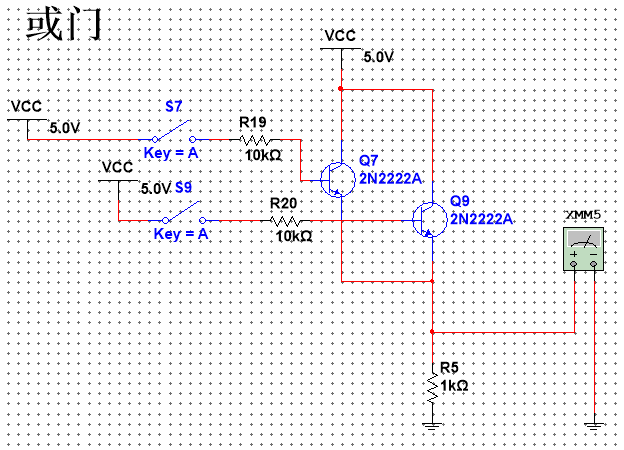 或门
VCC
5.0V
VCC
5.0V
S7
Key = A
R19
10kΩ
Q7
2N2222A
VCC
5.0V
S9
Key = A
R20
10kΩ
Q9
2N2222A
XMM5
R5
1kΩ